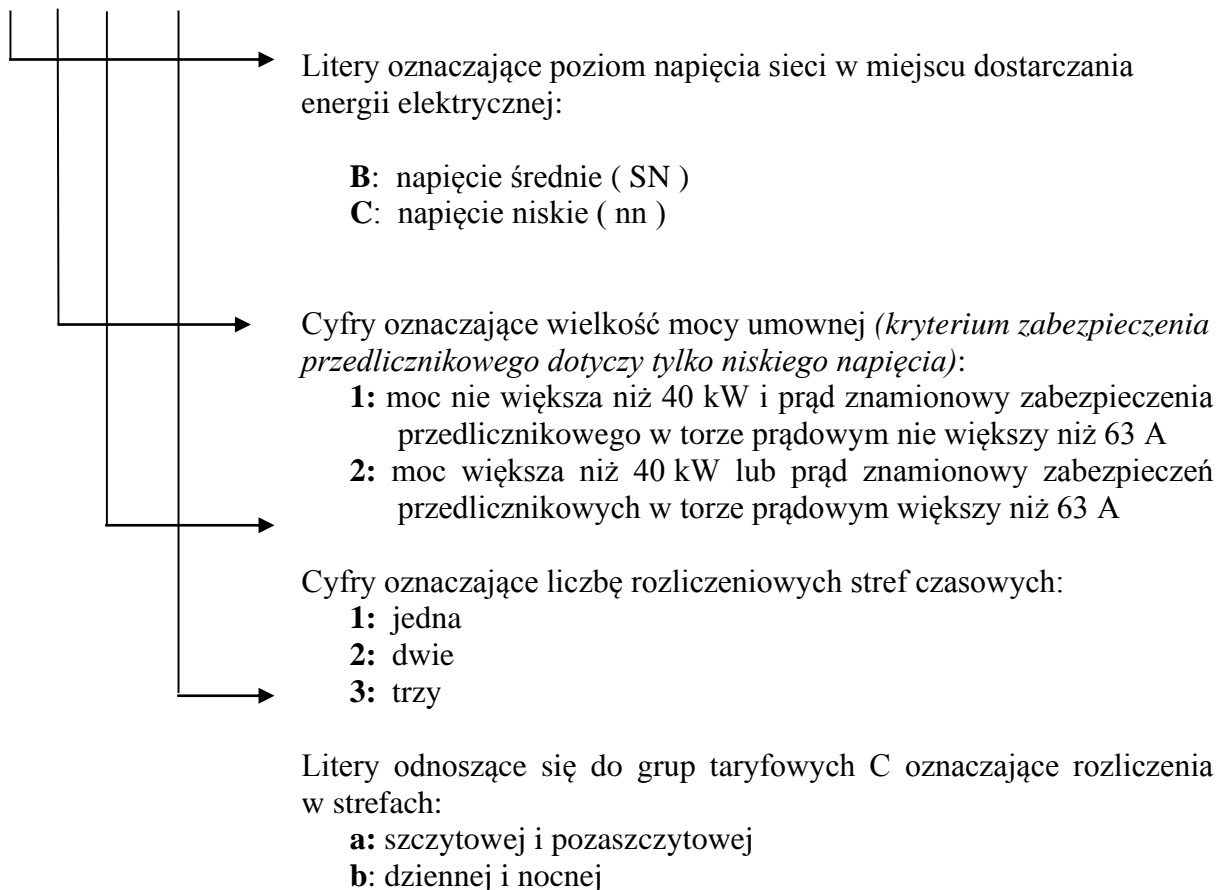 Litery oznaczające poziom napięcia sieci w miejscu dostarczania
energii elektrycznej:
B: napięcie średnie ( SN )
C: napięcie niskie ( nn )
Cyfry oznaczające wielkość mocy umownej (kryterium zabezpieczenia
przedlicznikowego dotyczy tylko niskiego napięcia):
1: moc nie większa niż 40 kW i prąd znamionowy zabezpieczenia
przedlicznikowego w torze prądowym nie większy niż 63 A
2: moc większa niż 40 kW lub prąd znamionowy zabezpieczeń
przedlicznikowych w torze prądowym większy niż 63 A
Cyfry oznaczające liczbę rozliczeniowych stref czasowych:
1: jedna
2: dwie
3: trzy
Litery odnoszące się do grup taryfowych C oznaczające rozliczenia
w strefach:
a: szczytowej i pozaszczytowej
b: dziennej i nocnej